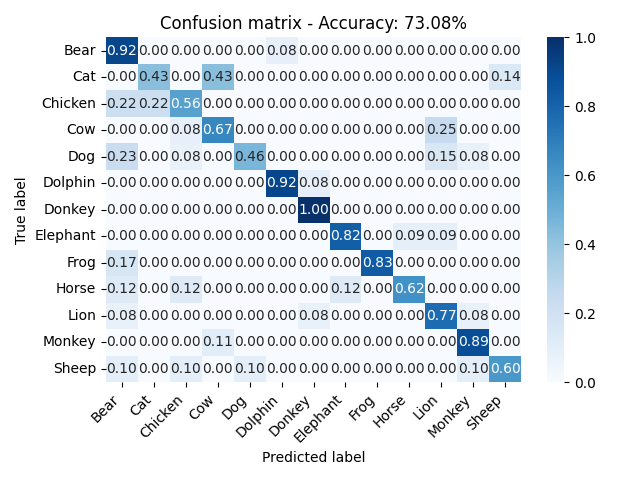 Confusion matrix - Accuracy: 73.08%
Bear 0.92 0.00 0.00 0.00 0.00 0.08 0.00 0.00 0.00 0.00 0.00 0.00 0.00
Cat 0.00 0.43 0.00 0.43 0.00 0.00 0.00 0.00 0.00 0.00 0.00 0.00 0.14
Chicken 0.22 0.22 0.56 0.00 0.00 0.00 0.00 0.00 0.00 0.00 0.00 0.00 0.00
Cow 0.00 0.00 0.08 0.67 0.00 0.00 0.00 0.00 0.00 0.00 0.25 0.00 0.00
Dog 0.23 0.00 0.08 0.00 0.46 0.00 0.00 0.00 0.00 0.00 0.15 0.08 0.00
Dolphin 0.00 0.00 0.00 0.00 0.00 0.92 0.08 0.00 0.00 0.00 0.00 0.00 0.00
Donkey 0.00 0.00 0.00 0.00 0.00 0.00 1.00 0.00 0.00 0.00 0.00 0.00 0.00
Elephant 0.00 0.00 0.00 0.00 0.00 0.00 0.00 0.82 0.00 0.09 0.09 0.00 0.00
Frog 0.17 0.00 0.00 0.00 0.00 0.00 0.00 0.00 0.83 0.00 0.00 0.00 0.00
Horse 0.12 0.00 0.12 0.00 0.00 0.00 0.00 0.12 0.00 0.62 0.00 0.00 0.00
Lion 0.08 0.00 0.00 0.00 0.00 0.00 0.08 0.00 0.00 0.00 0.77 0.08 0.00
Monkey 0.00 0.00 0.00 0.11 0.00 0.00 0.00 0.00 0.00 0.00 0.00 0.89 0.00
Sheep 0.10 0.00 0.10 0.00 0.10 0.00 0.00 0.00 0.00 0.00 0.00 0.10 0.60
Bear Cat Chicken Cow Dog Dolphin Donkey Elephant Frog Horse Lion Monkey Sheep
Predicted label
True label
1.0
0.8
0.6
0.4
0.2
0.0